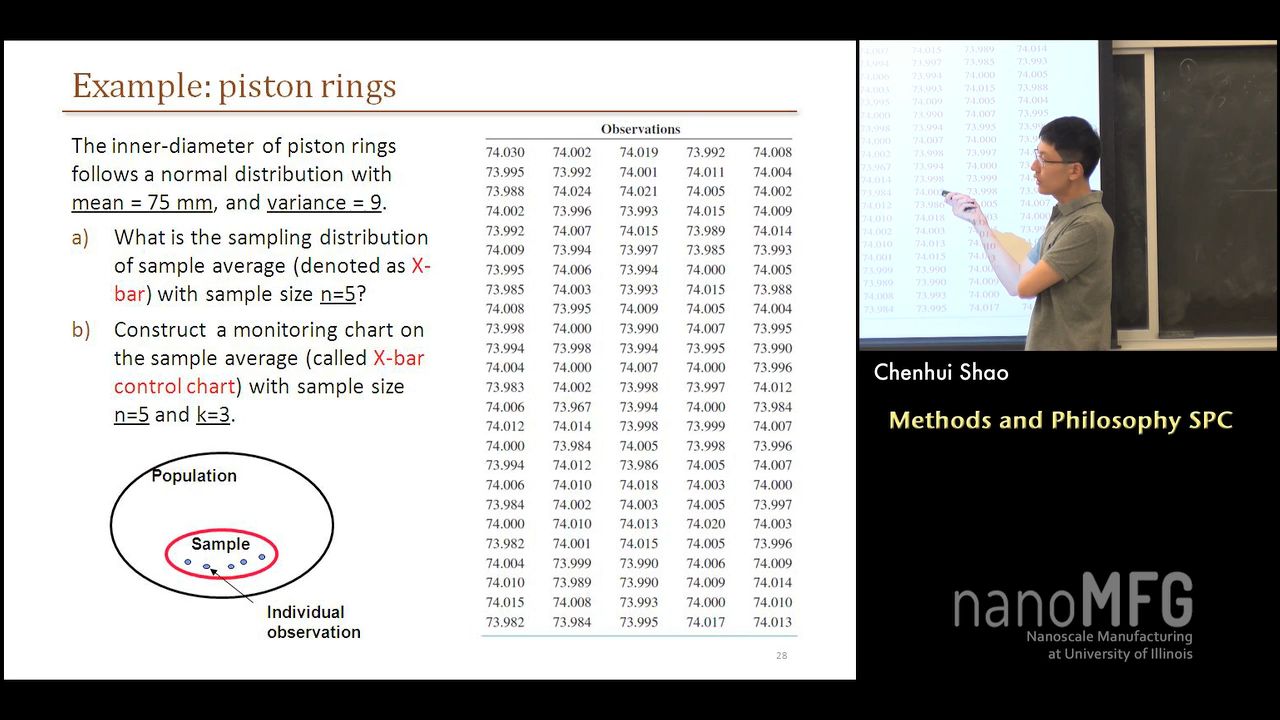 Example: piston rings
The inner-diameter of piston rings
follows a normal distribution with
mean = 75 mm, and variance = 9.
a) What is the sampling distribution
of sample average (denoted as X-
bar) with sample size n=5?
b) Construct a monitoring chart on
the sample average (called X-bar
control chart) with sample size
n=5 and k=3.
Population
Sample
Individual
observation
Observations
74.030 74.002 74.019 73.992 74.008
73.995 73.992 74.001 74.011 74.004
73.988 74.024 74.021 74.005 74.002
74.002 73.996 73.993 74.015 74.009
73.992 74.007 74.015 73.989 74.014
74.009 73.994 73.997 73.985 73.993
73.995 74.006 73.994 74.000 74.005
73.985 74.003 73.993 74.015 73.988
74.008 73.995 74.009 74.005 74.004
73.998 74.000 73.990 74.007 73.995
73.994 73.998 73.994 73.995 73.990
74.004 74.000 74.007 74.000 73.996
73.983 74.002 73.998 73.997 74.012
74.006 73.967 73.994 74.000 73.984
74.012 74.014 73.998 73.999 74.007
74.000 73.984 74.005 73.998 73.996
73.994 74.012 73.986 74.005 74.007
74.006 74.010 74.018 74.003 74.000
73.984 74.002 74.003 74.005 73.997
74.000 74.010 74.013 74.020 74.003
73.982 74.001 74.015 74.005 73.996
74.004 73.999 73.990 74.006 74.009
74.010 73.989 73.990 74.009 74.014
74.015 74.008 73.993 74.000 74.010
73.982 73.984 73.995 74.017 74.013
28
Chenhui Shao
Methods and Philosophy SPC
nanoMFG
Nanoscale Manufacturing
at University of Illinois